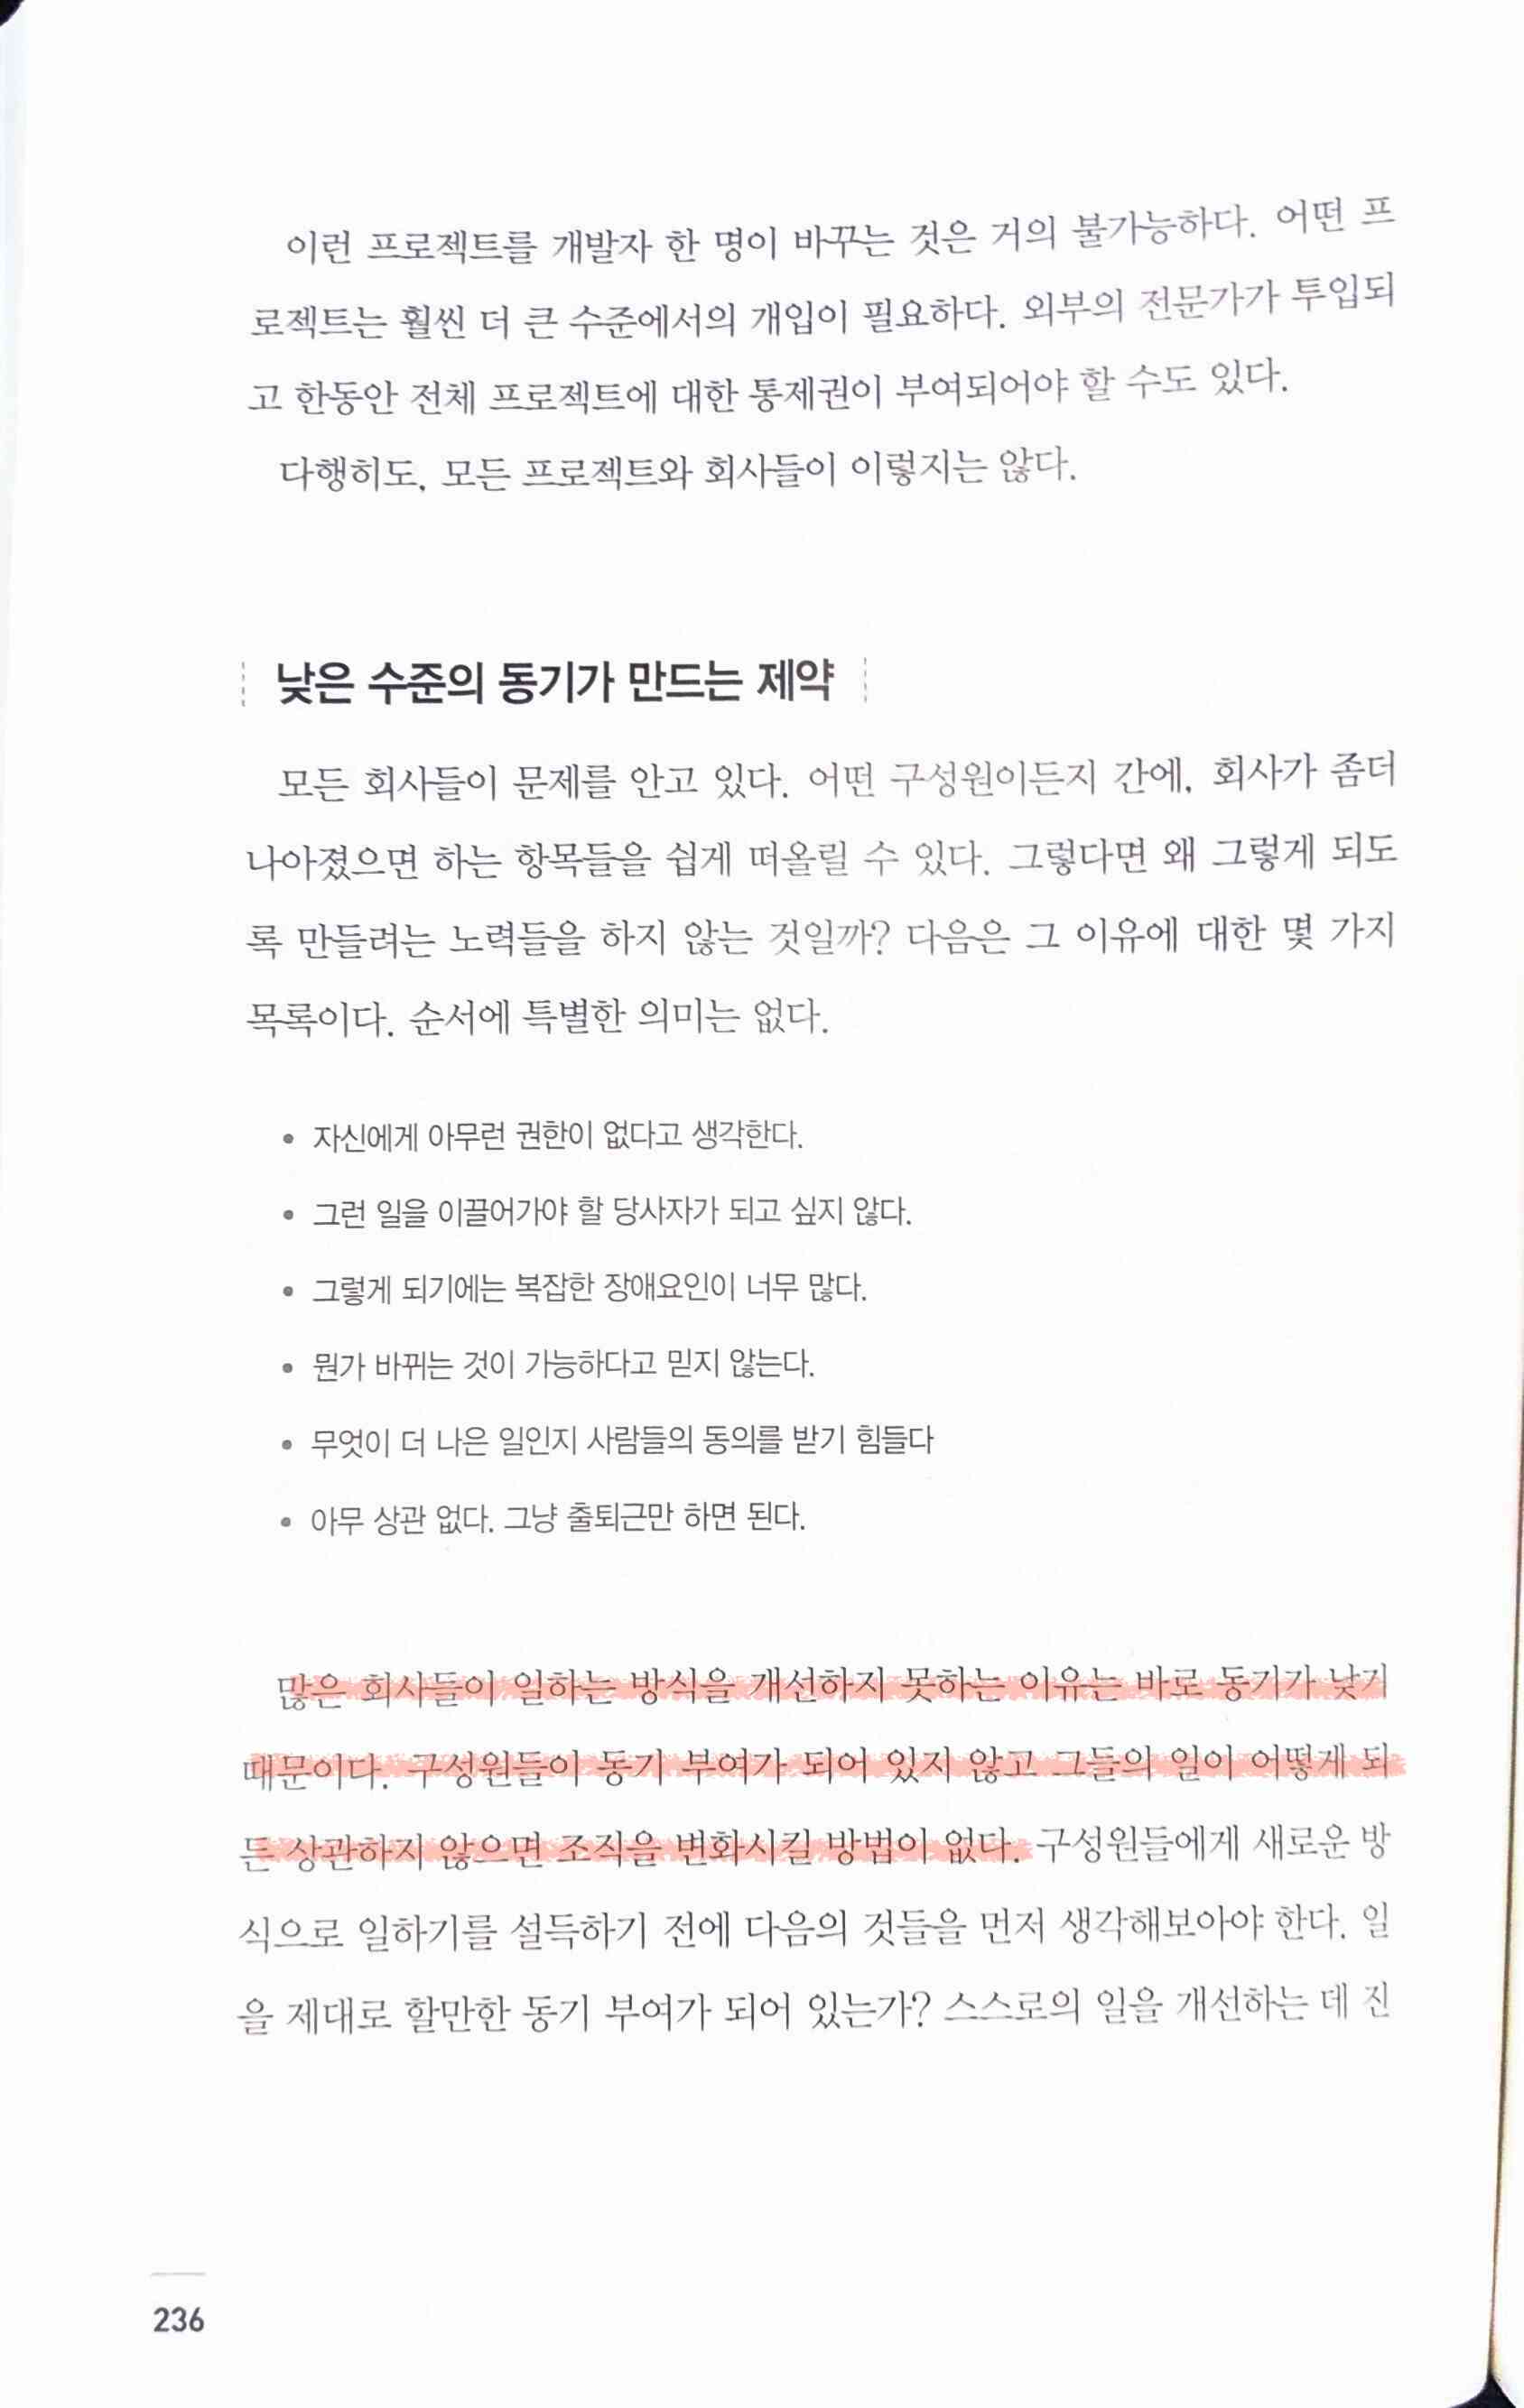 이런 프로젝트를 개발자 한 명이 바꾸는 것은 거의 불가능하다. 어떤 프
로젝트는 훨씬 더 큰 수준에서의 개입이 필요하다. 외부의 전문가가 투입되
고 한동안 전체 프로젝트에 대한 통제권이 부여되어야 할 수도 있다.
다행히도, 모든 프로젝트와 회사들이 이렇지는 않다.
낮은 수준의 동기가 만드는 제약
모든 회사들이 문제를 안고 있다. 어떤 구성원이든지 간에, 회사가 좀더
나아졌으면 하는 항목들을 쉽게 떠올릴 수 있다. 그렇다면 왜 그렇게 되도
록 만들려는 노력들을 하지 않는 것일까? 다음은 그 이유에 대한 몇 가지
목록이다. 순서에 특별한 의미는 없다.
• 자신에게 아무런 권한이 없다고 생각한다.
• 그런 일을 이끌어가야 할 당사자가 되고 싶지 않다.
• 그렇게 되기에는 복잡한 장애요인이 너무 많다.
• 뭔가 바뀌는 것이 가능하다고 믿지 않는다.
• 무엇이 더 나은 일인지 사람들의 동의를 받기 힘들다
• 아무 상관 없다. 그냥 출퇴근만 하면 된다.
많은 회사들이 일하는 방식을 개선하지 못하는 이유는 바로 동기가 낮기
때문이다. 구성원들이 동기 부여가 되어 있지 않고 그들의 일이 어떻게 되
든 상관하지 않으면 조직을 변화시킬 방법이 없다. 구성원들에게 새로운 방
식으로 일하기를 설득하기 전에 다음의 것들을 먼저 생각해보아야 한다. 일
을 제대로 할만한 동기 부여가 되어 있는가? 스스로의 일을 개선하는 데 진
236